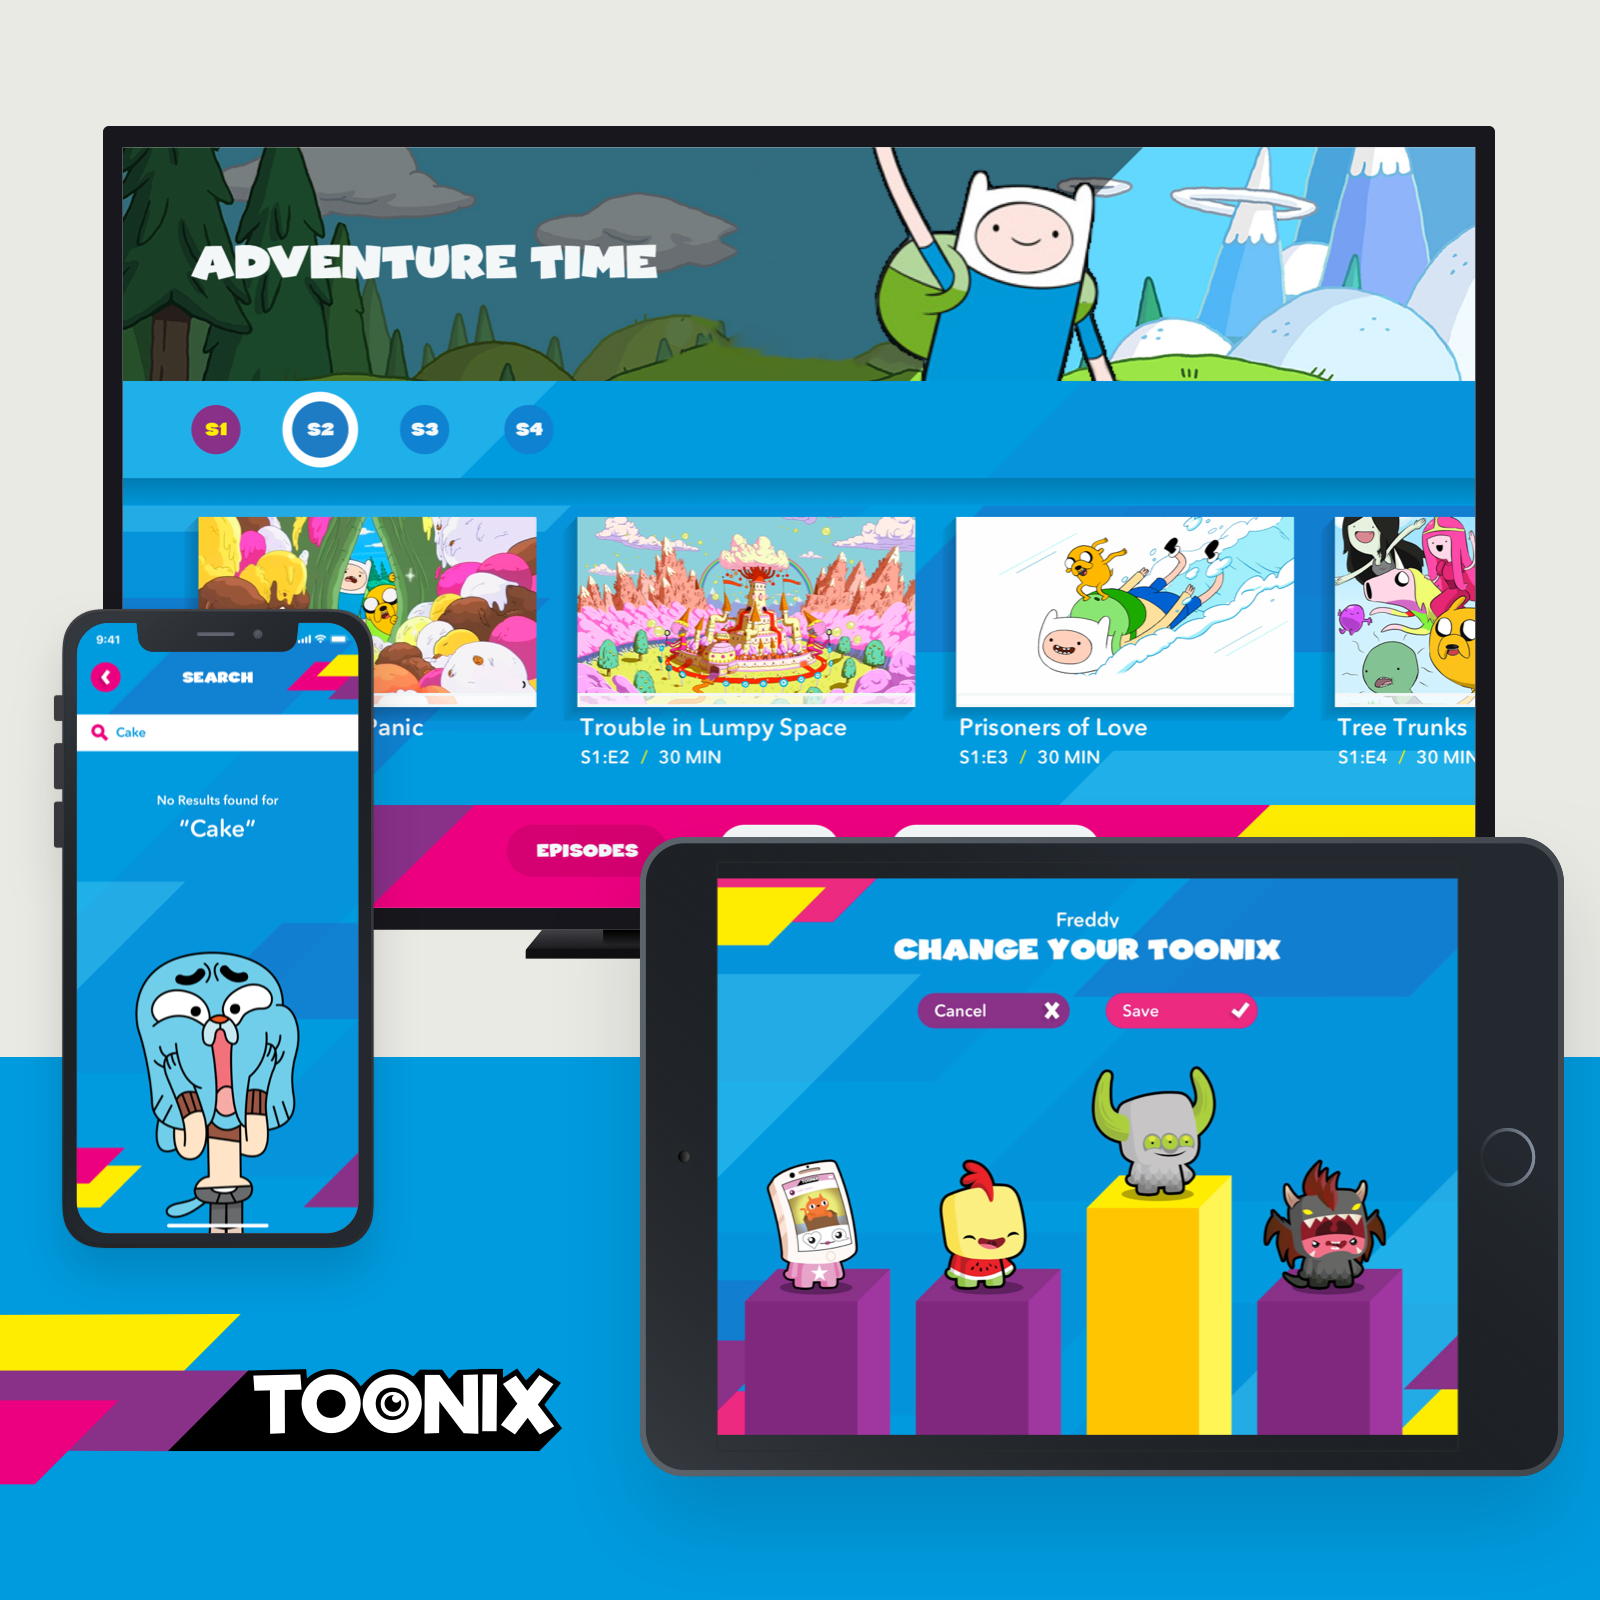 ADVENTURE TIME
S1 S2 S3 S4
Panic
Trouble in Lumpy Space
S1:E2 / 30 MIN
Prisoners of Love
S1:E3 / 30 MIN
Tree Trunks
S1:E4 / 30 MIN
EPISODES
9:41
SEARCH
Cake
No Results found for
“Cake”
Freddy
CHANGE YOUR TOONIX
Cancel
Save
TOONIX